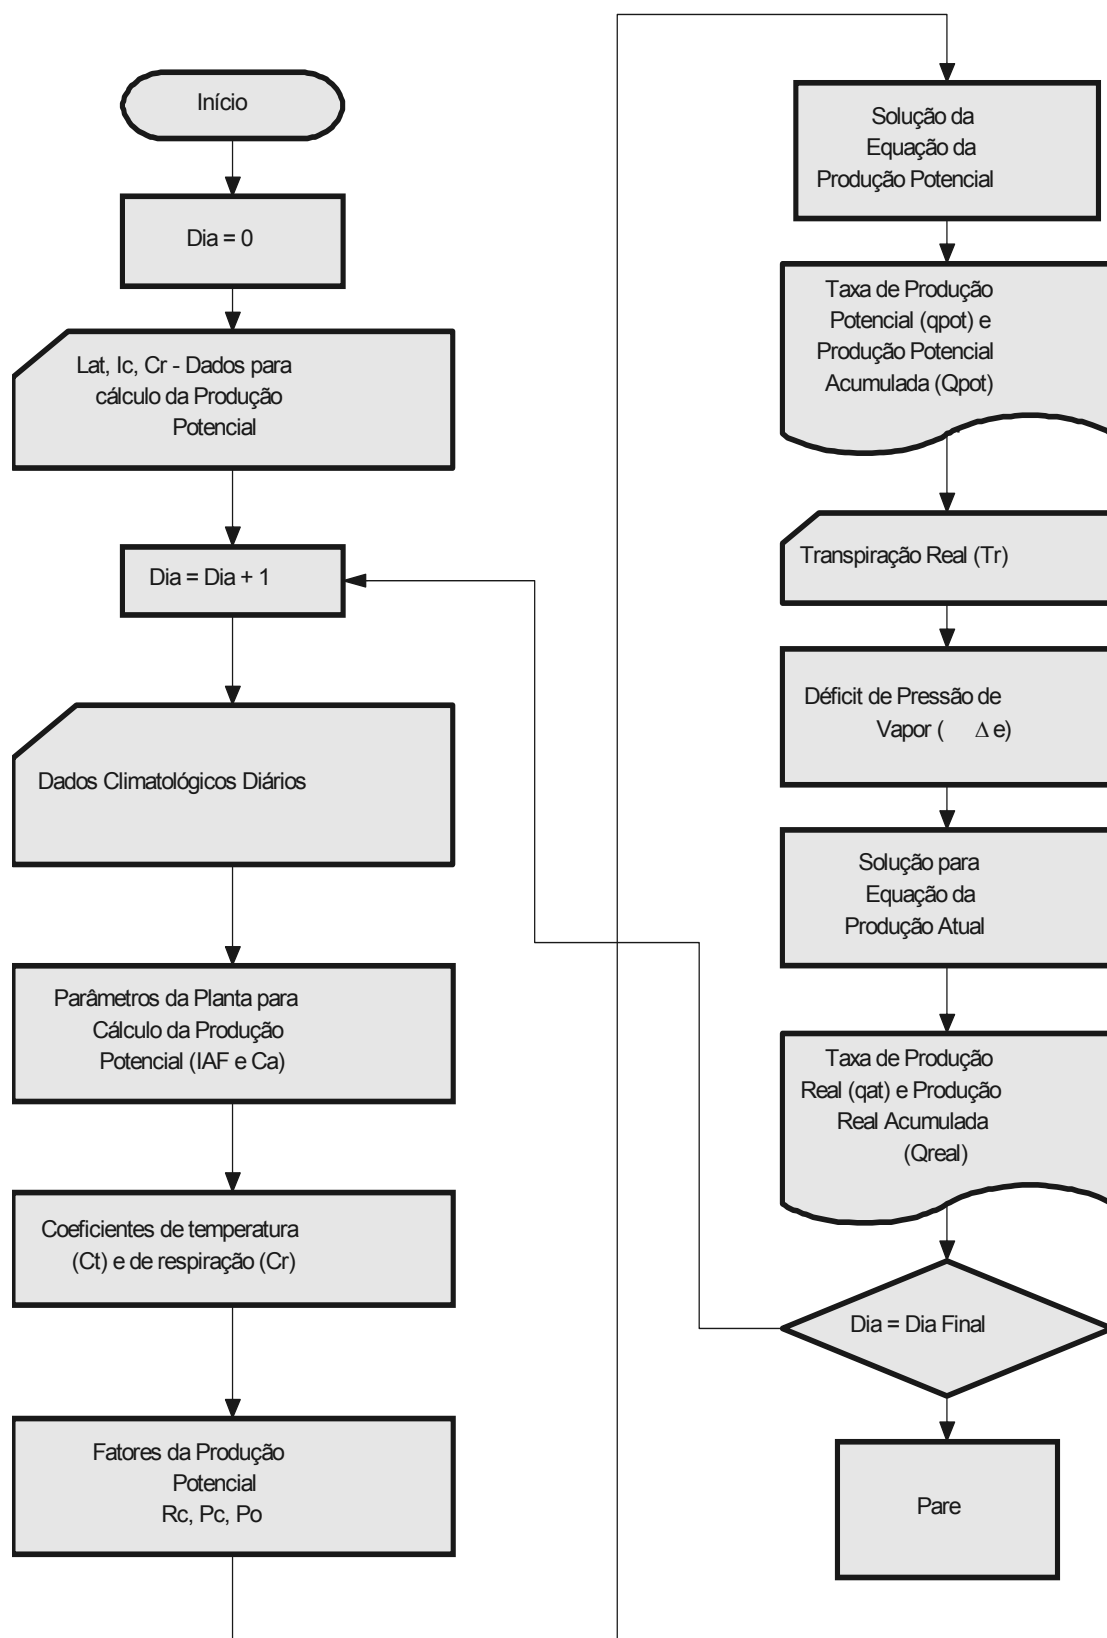 Início
Dia = 0
Lat, Ic, Cr - Dados para
cálculo da Produção
Potencial
Dia = Dia + 1
Dados Climatológicos Diários
Parâmetros da Planta para
Cálculo da Produção
Potencial (IAF e Ca)
Coeficientes de temperatura
(Ct) e de respiração (Cr)
Fatores da Produção
Potencial
Rc, Pc, Po
Solução da
Equação da
Produção Potencial
Taxa de Produção
Potencial (qpot) e
Produção Potencial
Acumulada (Qpot)
Transpiração Real (Tr)
Déficit de Pressão de
Vapor ( Δ e)
Solução para
Equação da
Produção Atual
Taxa de Produção
Real (qat) e Produção
Real Acumulada
(Qreal)
Dia = Dia Final
Pare